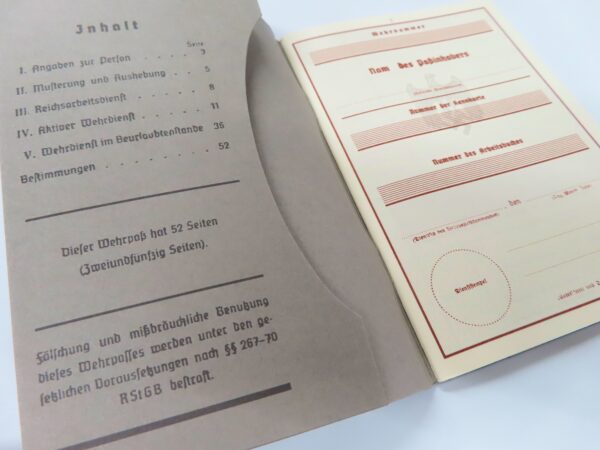 Inhalt
Seite
I. Angaben zur Person . . . . . 3
II. Musterung und Aushebung . . . . 5
III. Reichsarbeitsdienst . . . . . . 8
IV. Aktiver Wehrdienst . . . . . . 11
V. Wehrdienst im Beurlaubtenstande 36
Bestimmungen . . . . . . . . 52
Dieser Wehrpaß hat 52 Seiten
(Zweiundfunfzig Seiten).
Fälschung und mißbräuchliche Benutzung
dieses Wehrpasses werden unter den ge-
setzlichen Voraussetzungen nach §§ 267-70
RStGB bestraft.
Wehrnummer
Nam des Paßinhabers
Nummer der Kennkarte
Nummer des Arbeitsbuches
, den
Dienststempel